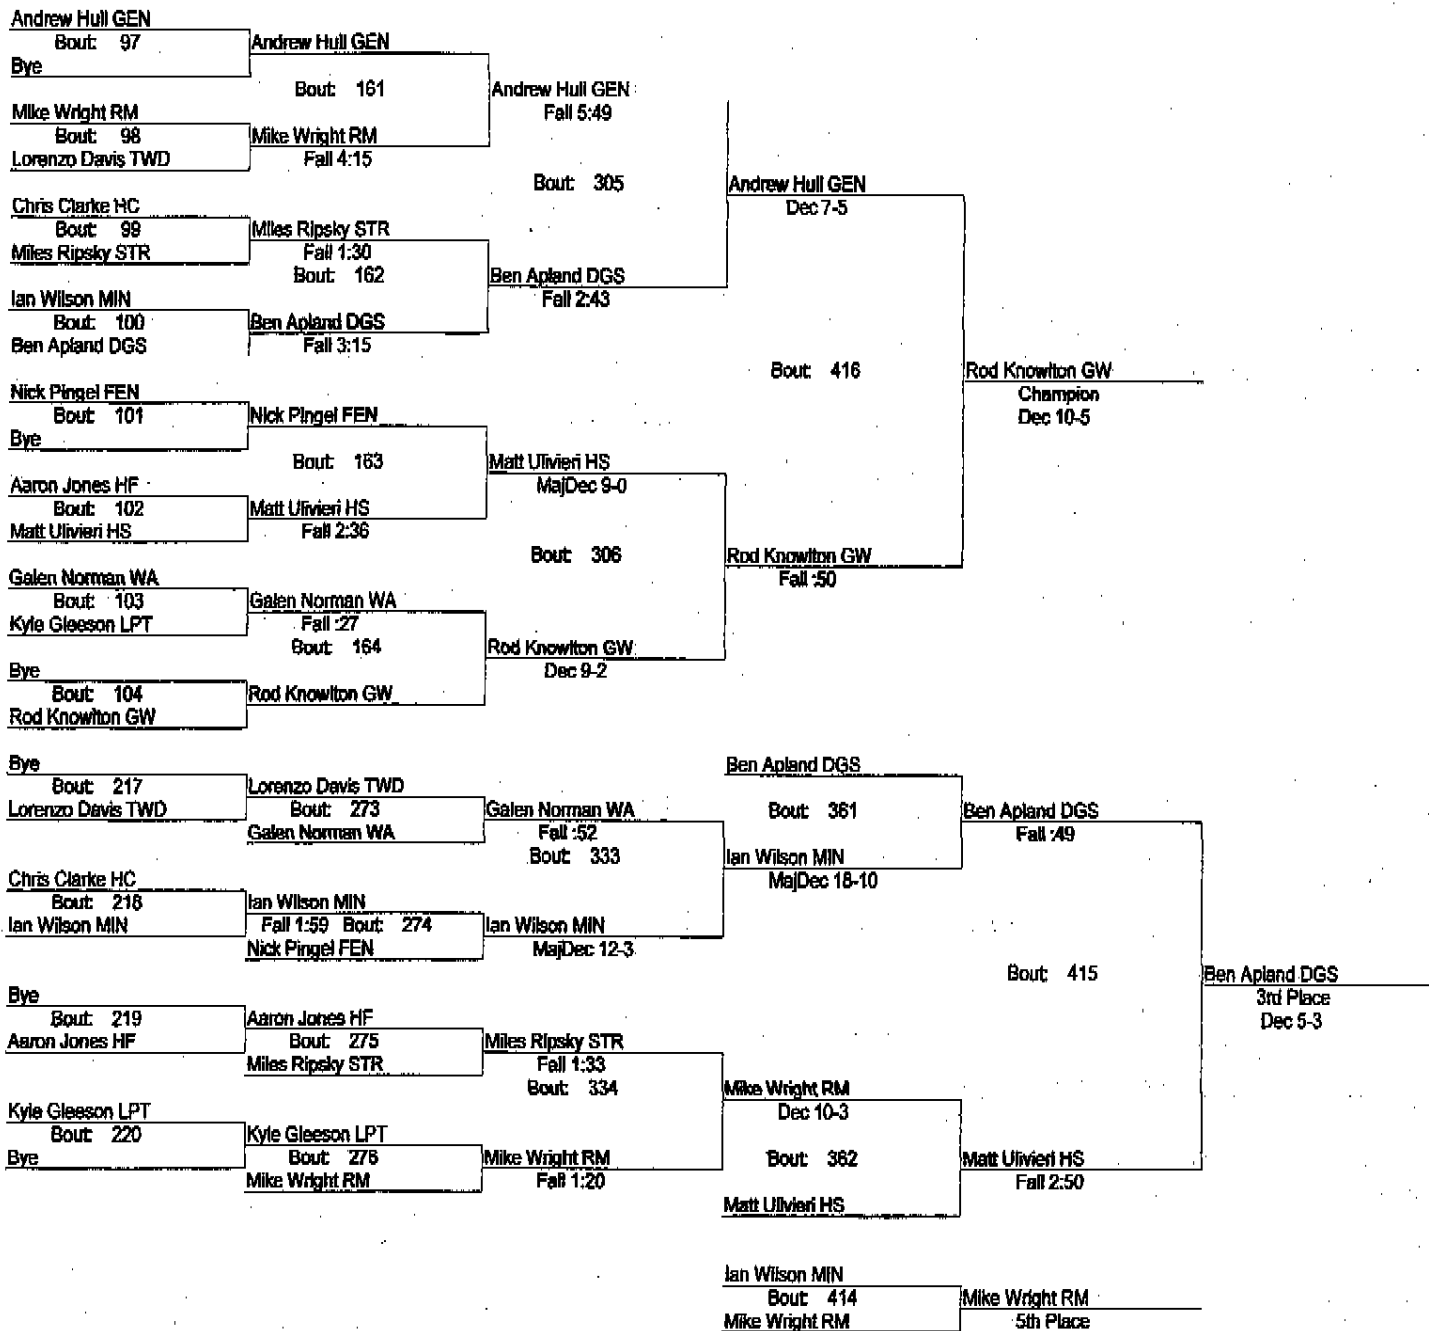 Andrew Hull GEN
Bout: 97
Bye
Andrew Hull GEN
Bout: 161
Mike Wright RM
Bout: 98
Lorenzo Davis TWD
Mike Wright RM
Fall 4:15
Andrew Hull GEN
Fall 5:49
Bout: 305
Chris Clarke HC
Bout: 99
Miles Ripsky STR
Miles Ripsky STR
Fall 1:30
Bout: 162
Ian Wilson MIN
Bout: 100
Ben Apland DGS
Ben Apland DGS
Fall 3:15
Ben Apland DGS
Fall 2:43
Andrew Hull GEN
Dec 7-5
Bout: 416
Rod Knowlton GW
Champion
Dec 10-5
Nick Pingel FEN
Bout: 101
Bye
Nick Pingel FEN
Bout: 163
Aaron Jones HF
Bout: 102
Matt Ulivieri HS
Matt Ulivieri HS
Fall 2:36
Matt Ulivieri HS
MajDec 9-0
Bout: 306
Rod Knowlton GW
Fall :50
Galen Norman WA
Bout: 103
Kyle Gleeson LPT
Galen Norman WA
Fall :27
Bout: 164
Bye
Bout: 104
Rod Knowlton GW
Rod Knowlton GW
Rod Knowlton GW
Dec 9-2
Bye
Bout: 217
Lorenzo Davis TWD
Lorenzo Davis TWD
Bout: 273
Galen Norman WA
Galen Norman WA
Fall :52
Bout: 333
Chris Clarke HC
Bout: 218
Ian Wilson MIN
Ian Wilson MIN
Fall 1:59 Bout: 274
Nick Pingel FEN
Ian Wilson MIN
MajDec 12-3
Ben Apland DGS
Bout: 361
Ian Wilson MIN
MajDec 18-10
Ben Apland DGS
Fall :49
Bout: 415
Ben Apland DGS
3rd Place
Dec 5-3
Bye
Bout: 219
Aaron Jones HF
Aaron Jones HF
Bout: 275
Miles Ripsky STR
Miles Ripsky STR
Fall 1:33
Bout: 334
Kyle Gleeson LPT
Bout: 220
Bye
Kyle Gleeson LPT
Bout: 276
Mike Wright RM
Mike Wright RM
Fall 1:20
Mike Wright RM
Dec 10-3
Bout: 362
Matt Ulivieri HS
Matt Ulivieri HS
Fall 2:50
Ian Wilson MIN
Bout: 414
Mike Wright RM
Mike Wright RM
5th Place